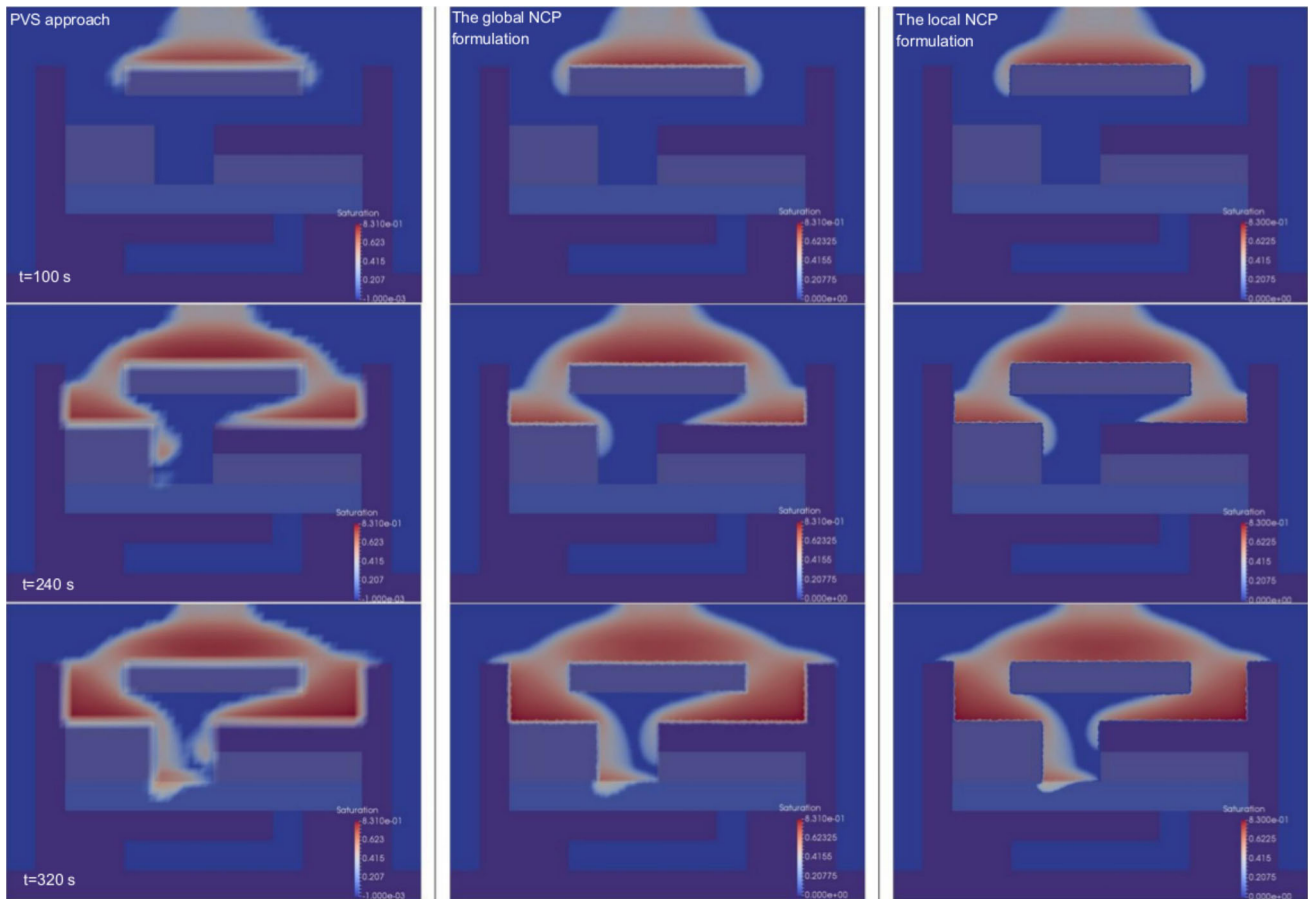 PVS approach
The global NCP
formulation
The local NCP
formulation
Saturation
8.310e-01
0.623
0.415
0.207
-1.000e-03
t=100 s
Saturation
8.310e-01
0.62325
0.4155
0.20775
0.000e+00
Saturation
8.300e-01
0.6225
0.415
0.2075
0.000e+00
Saturation
8.310e-01
0.623
0.415
0.207
-1.000e-03
t=240 s
Saturation
8.310e-01
0.62325
0.4155
0.20775
0.000e+00
Saturation
8.300e-01
0.6225
0.415
0.2075
0.000e+00
Saturation
8.310e-01
0.623
0.415
0.207
-1.000e-03
t=320 s
Saturation
8.310e-01
0.62325
0.4155
0.20775
0.000e+00
Saturation
8.300e-01
0.6225
0.415
0.2075
0.000e+00